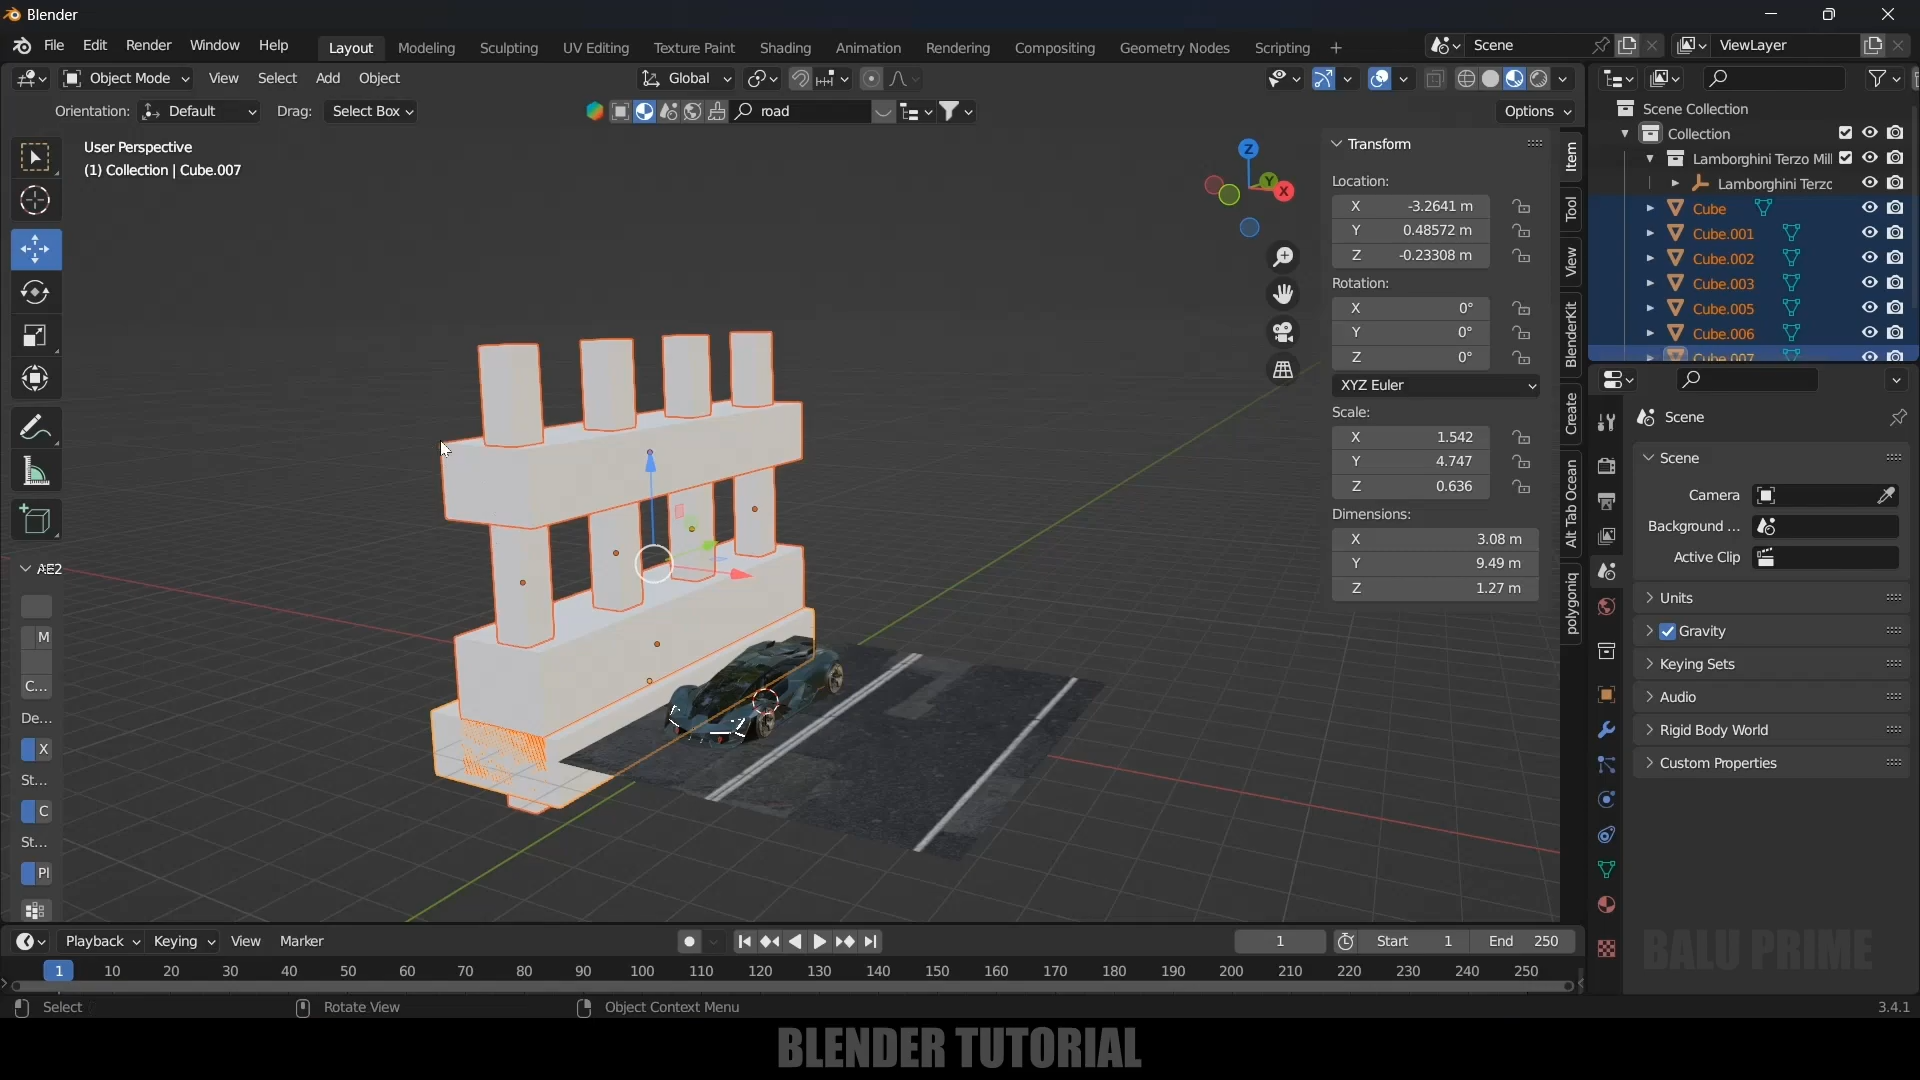 Blender
File Edit Render Window Help Layout Modeling Sculpting UV Editing Texture Paint Shading Animation Rendering Compositing Geometry Nodes Scripting + Scene ViewLayer
Object Mode View Select Add Object Global
Orientation: Default Drag: Select Box road Options
User Perspective
(1) Collection | Cube.007
Z
Y
X
AE2
M
C...
De...
X
St...
C
St...
Pl
Transform
Location:
X -3.2641 m
Y 0.48572 m
Z -0.23308 m
Rotation:
X 0°
Y 0°
Z 0°
XYZ Euler
Scale:
X 1.542
Y 4.747
Z 0.636
Dimensions:
X 3.08 m
Y 9.49 m
Z 1.27 m
Item
Tool
View
BlenderKit
Create
Alt Tab Ocean
polygoniq
Scene Collection
Collection
Lamborghini Terzo Mil
Lamborghini Terzo
Cube
Cube.001
Cube.002
Cube.003
Cube.005
Cube.006
Cube.007
Scene
Scene
Camera
Background ...
Active Clip
Units
Gravity
Keying Sets
Audio
Rigid Body World
Custom Properties
BALU PRIME
Playback Keying View Marker 1 Start 1 End 250
1 10 20 30 40 50 60 70 80 90 100 110 120 130 140 150 160 170 180 190 200 210 220 230 240 250
Select Rotate View Object Context Menu 3.4.1
BLENDER TUTORIAL